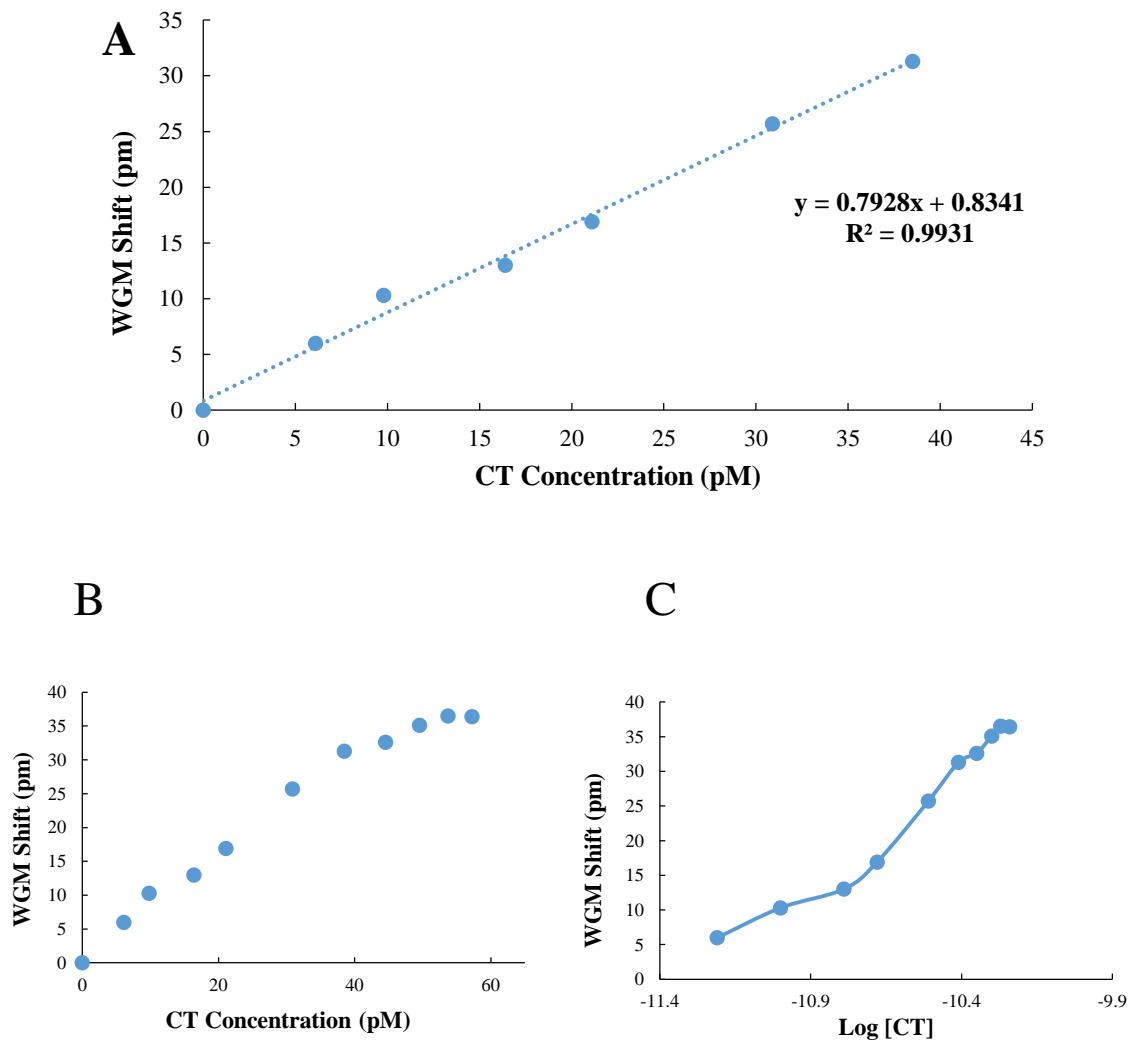 A
35
30
25
20
15
10
5
0
WGM Shift (pm)
y = 0.7928x + 0.8341
R² = 0.9931
0 5 10 15 20 25 30 35 40 45
CT Concentration (pM)
B
40
35
30
25
20
15
10
5
0
WGM Shift (pm)
0 20 40 60
CT Concentration (pM)
C
40
35
30
25
20
15
10
5
0
WGM Shift (pm)
-11.4 -10.9 -10.4 -9.9
Log [CT]